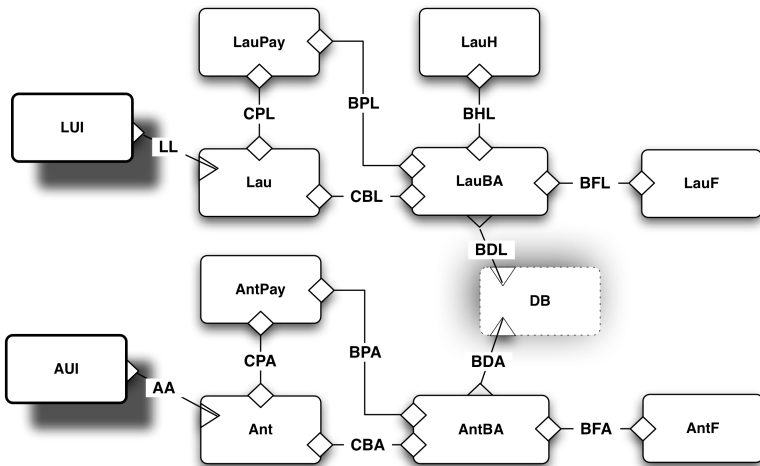 LauPay
LauH
CPL
BPL
BHL
LUI
LL
Lau
CBL
LauBA
BFL
LauF
BDL
AntPay
DB
CPA
BPA
BDA
AUI
AA
Ant
CBA
AntBA
BFA
AntF